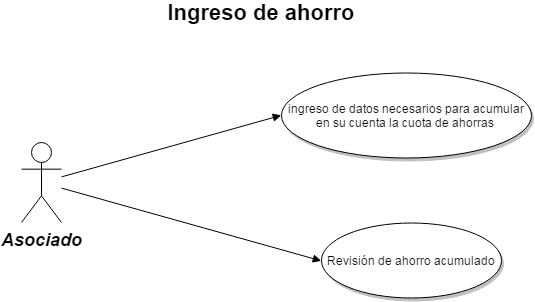 Ingreso de ahorro
ingreso de datos necesarios para acumular
en su cuenta la cuota de ahorras
Asociado
Revisión de ahorro acumulado